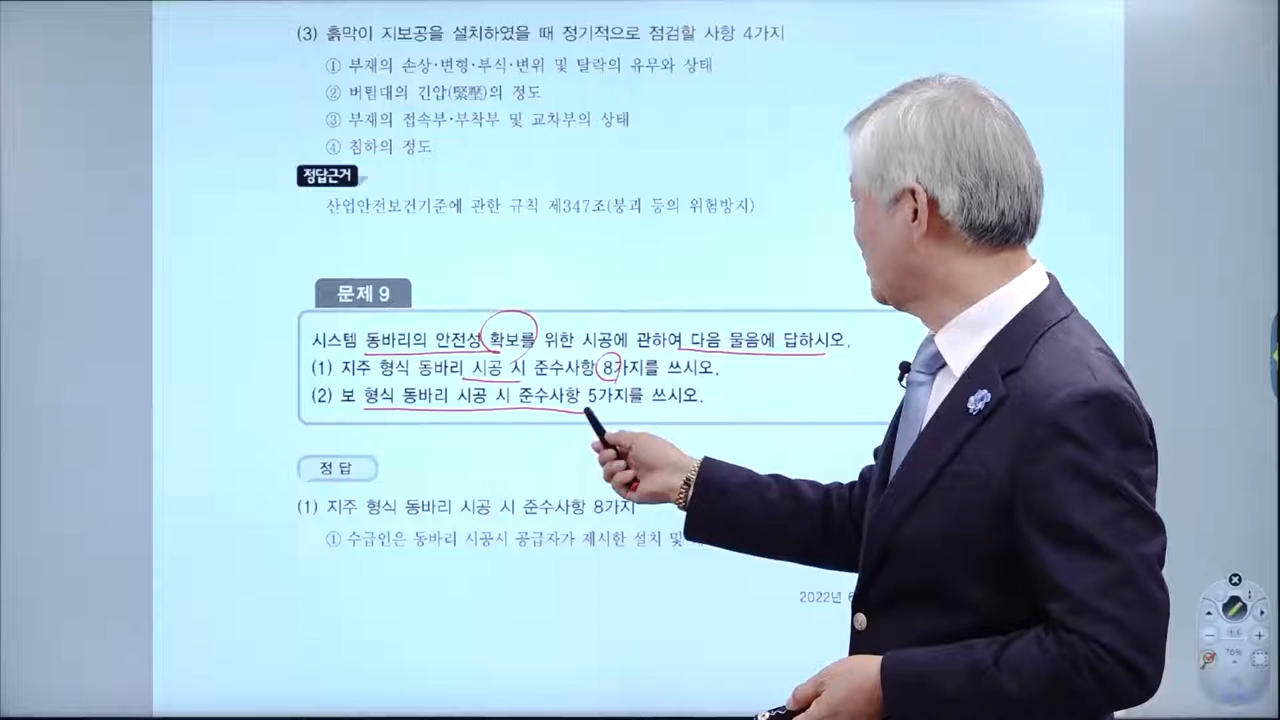 (3) 흙막이 지보공을 설치하였을 때 정기적으로 점검할 사항 4가지
① 부재의 손상·변형·부식·변위 및 탈락의 유무와 상태
② 버팀대의 긴압(緊壓)의 정도
③ 부재의 접속부·부착부 및 교차부의 상태
④ 침하의 정도
정답근거
산업안전보건기준에 관한 규칙 제347조(붕괴 등의 위험방지)
문제 9
시스템 동바리의 안전성 확보를 위한 시공에 관하여 다음 물음에 답하시오.
(1) 지주 형식 동바리 시공 시 준수사항 8가지를 쓰시오.
(2) 보 형식 동바리 시공 시 준수사항 5가지를 쓰시오.
정 답
(1) 지주 형식 동바리 시공 시 준수사항 8가지
① 수급인은 동바리 시공시 공급자가 제시한 설치 및
2022년
76%